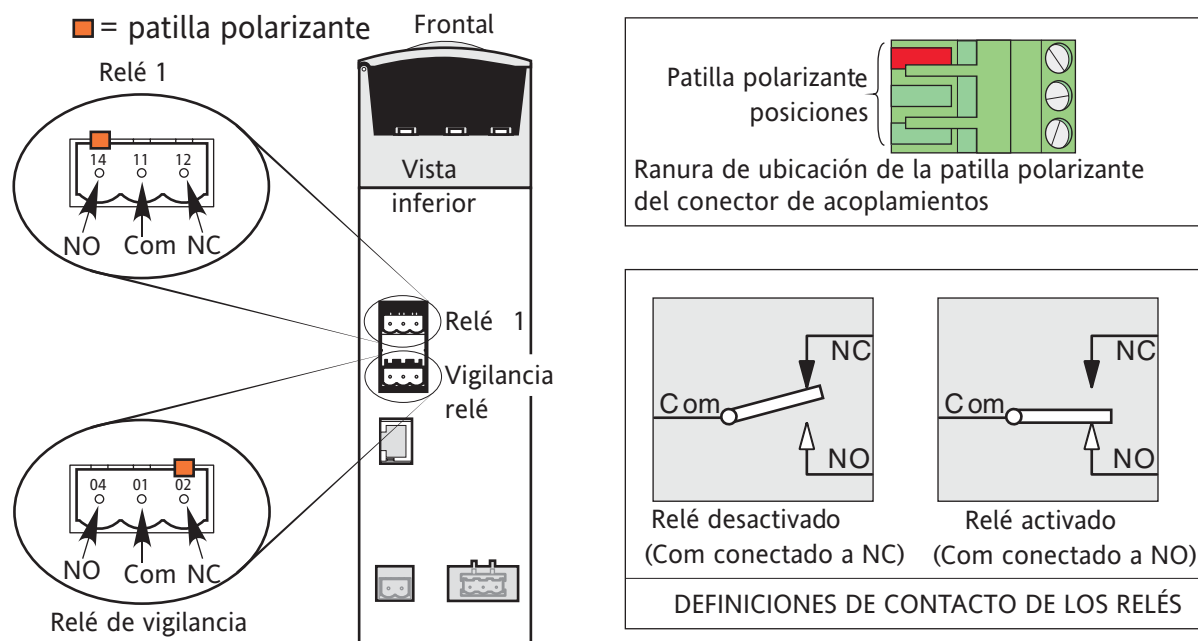 = patilla polarizante
Frontal
Relé 1
14 11 12
NO Com NC
Vista
inferior
Relé 1
Vigilancia
relé
04 01 02
NO Com NC
Relé de vigilancia
Patilla polarizante
posiciones
Ranura de ubicación de la patilla polarizante
del conector de acoplamientos
NC
Com
NO
Relé desactivado
(Com conectado a NC)
NC
Com
NO
Relé activado
(Com conectado a NO)
DEFINICIONES DE CONTACTO DE LOS RELÉS